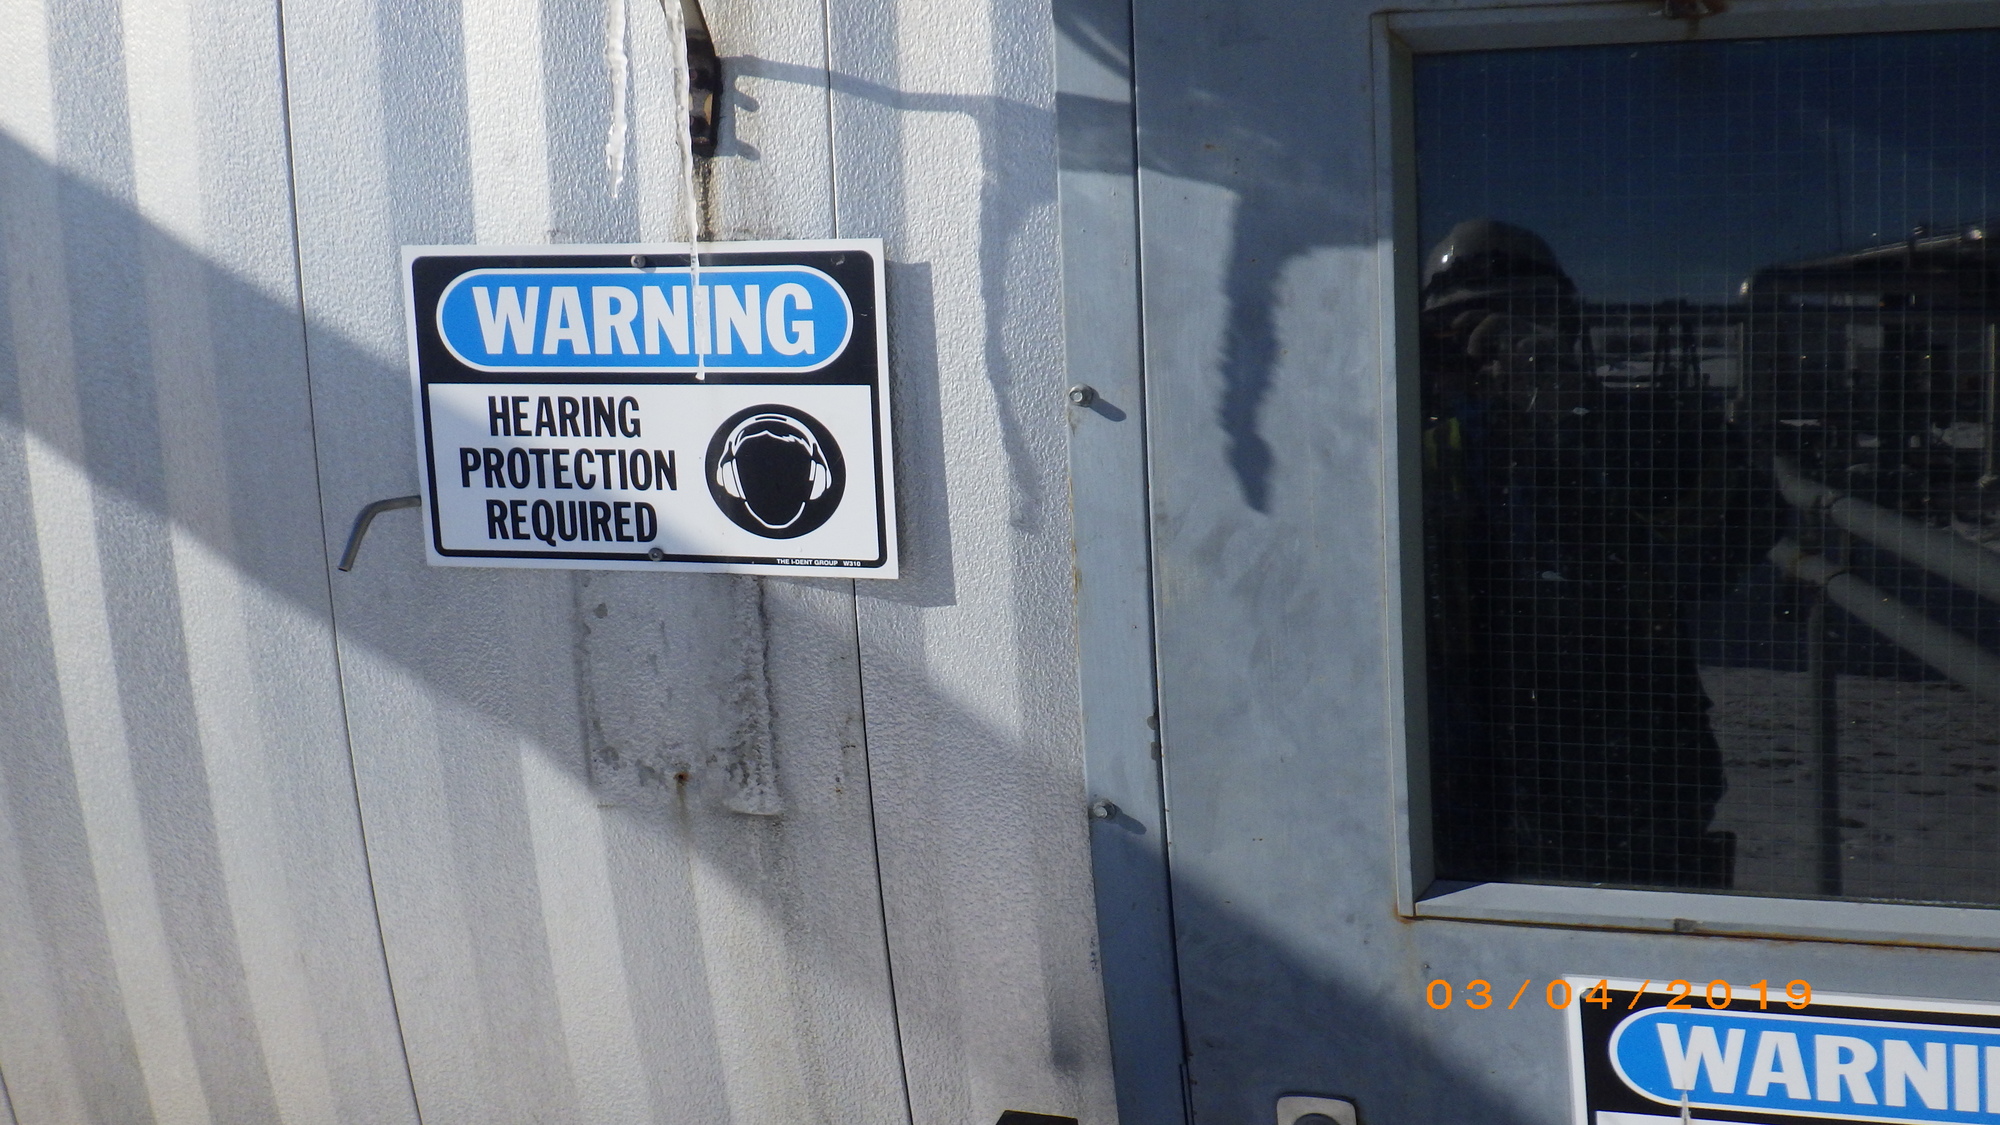 WARNING
HEARING
PROTECTION
REQUIRED
THE I-DENT GROUP W310
03/04/2019
WARNI